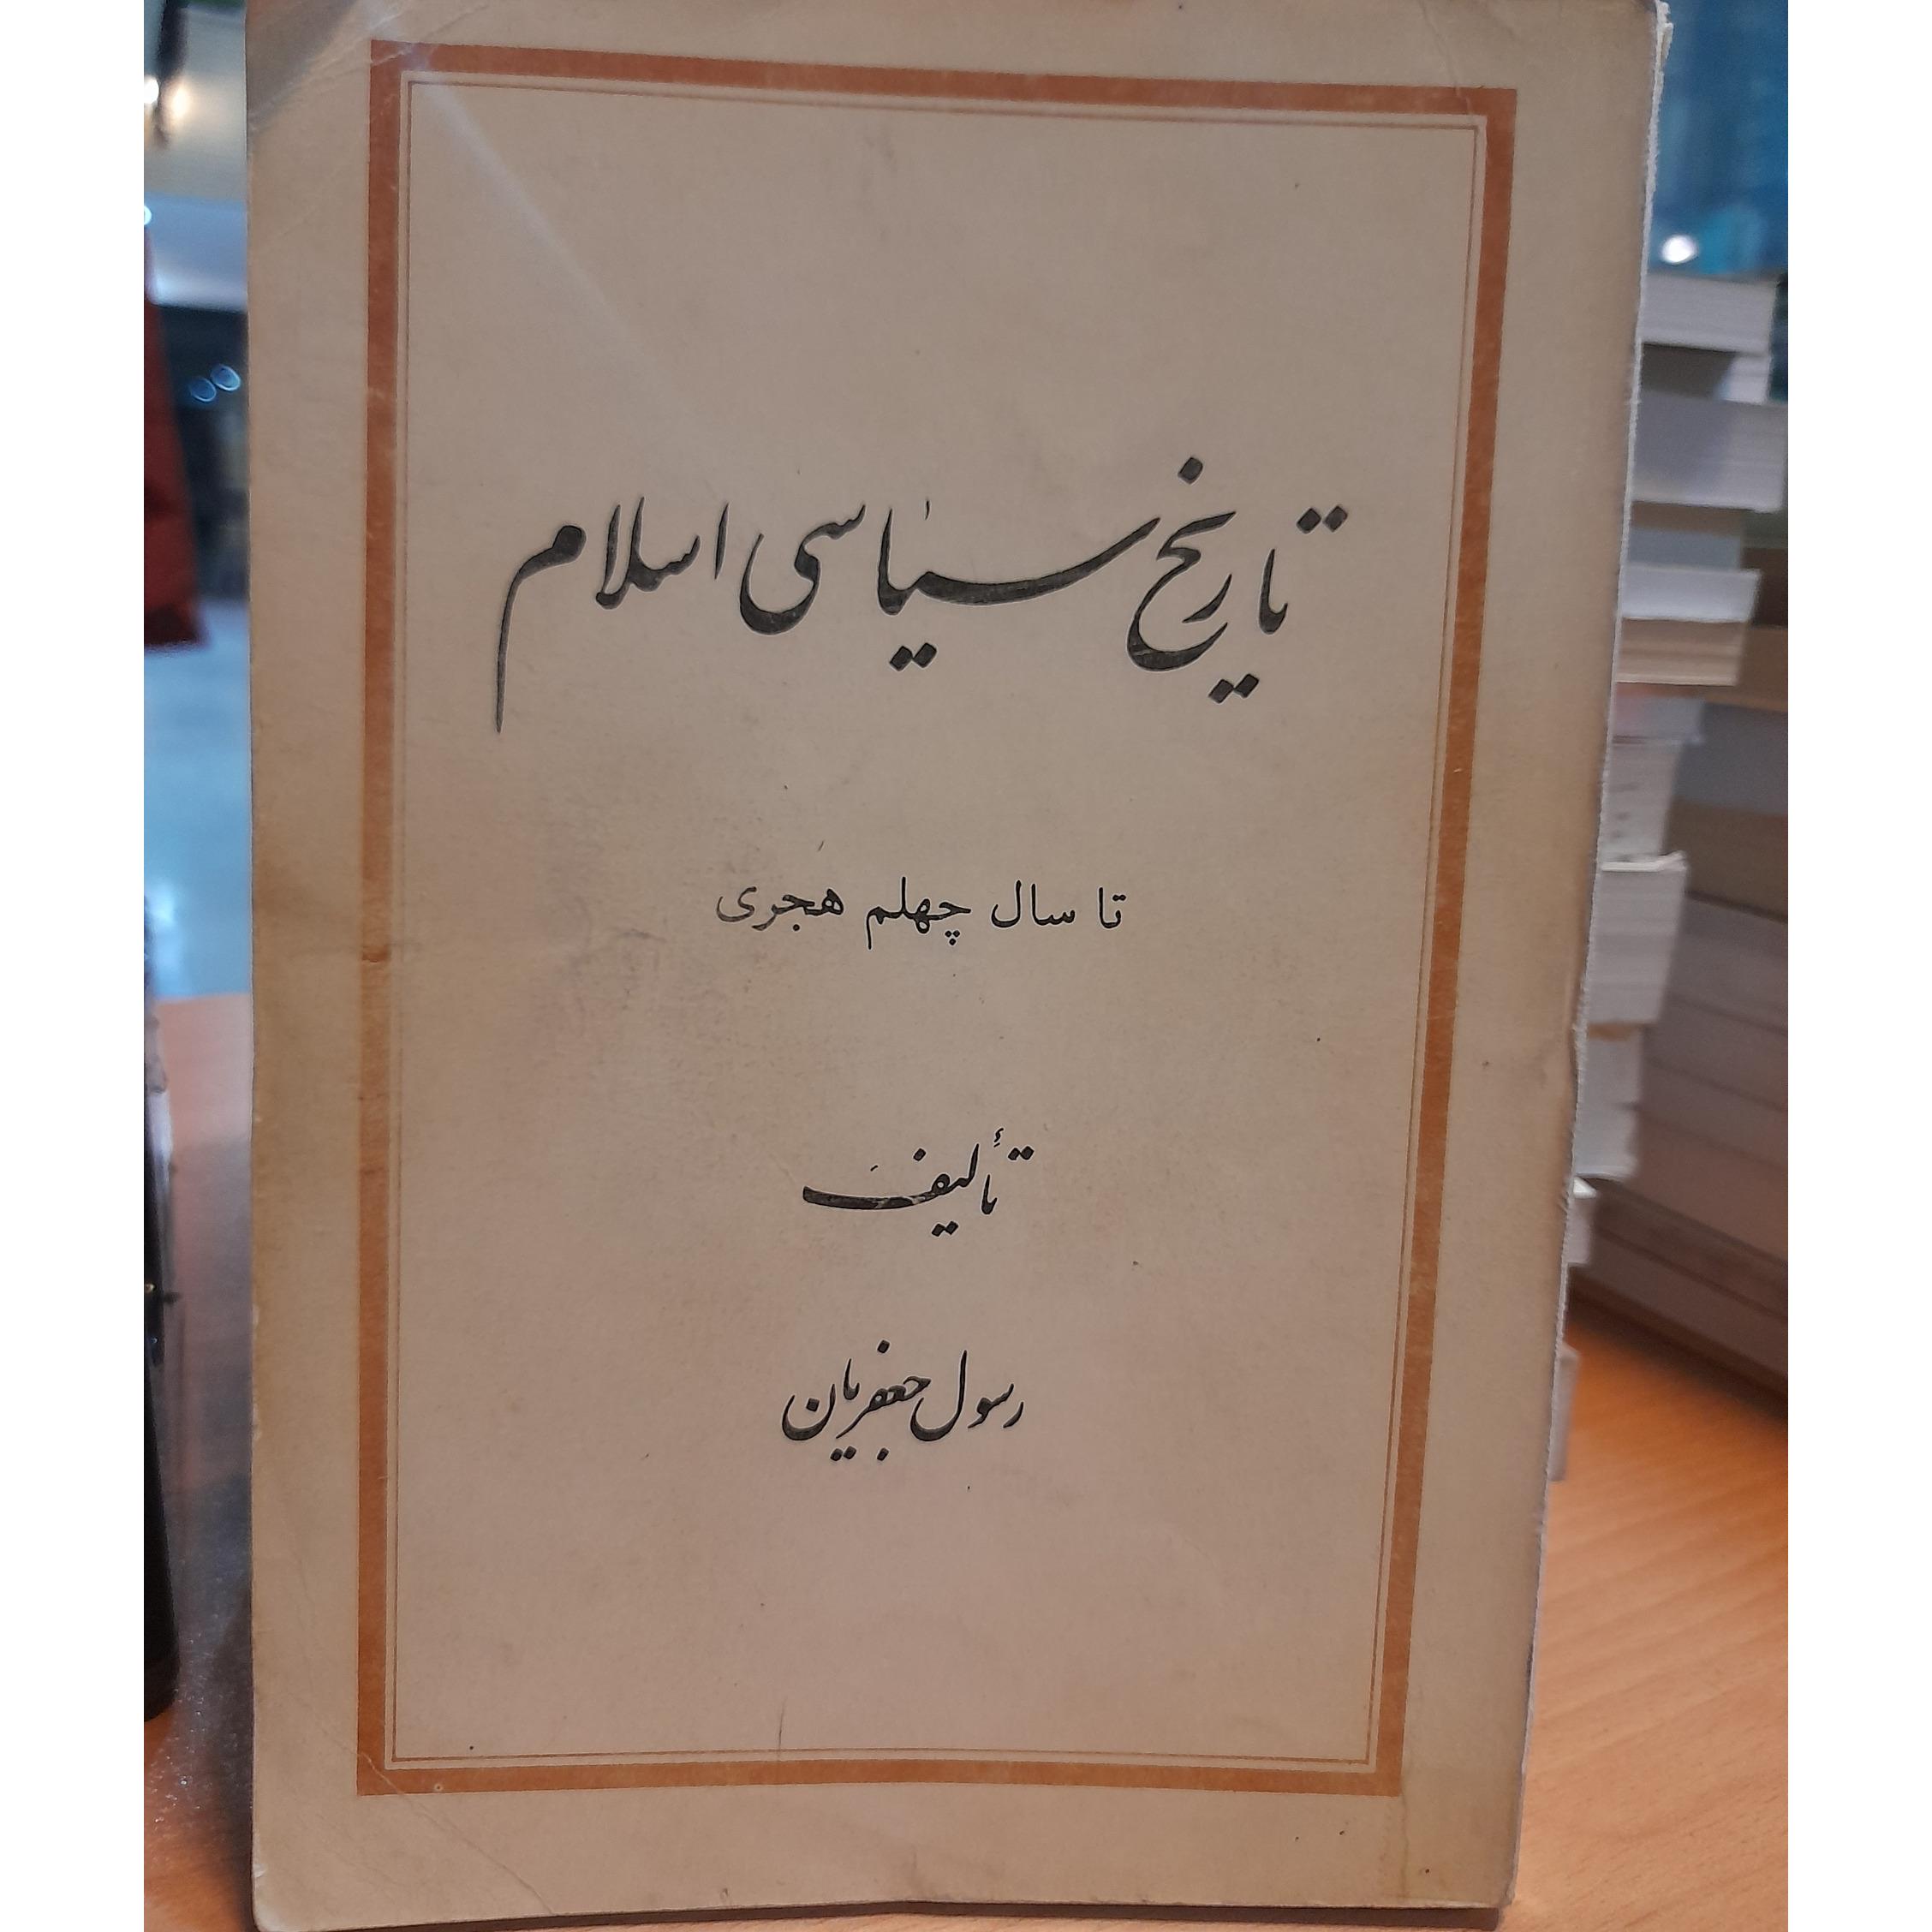 تاریخ سیاسی اسلام
تا سال چهلم هجری
تألیف
رسول جعفریان